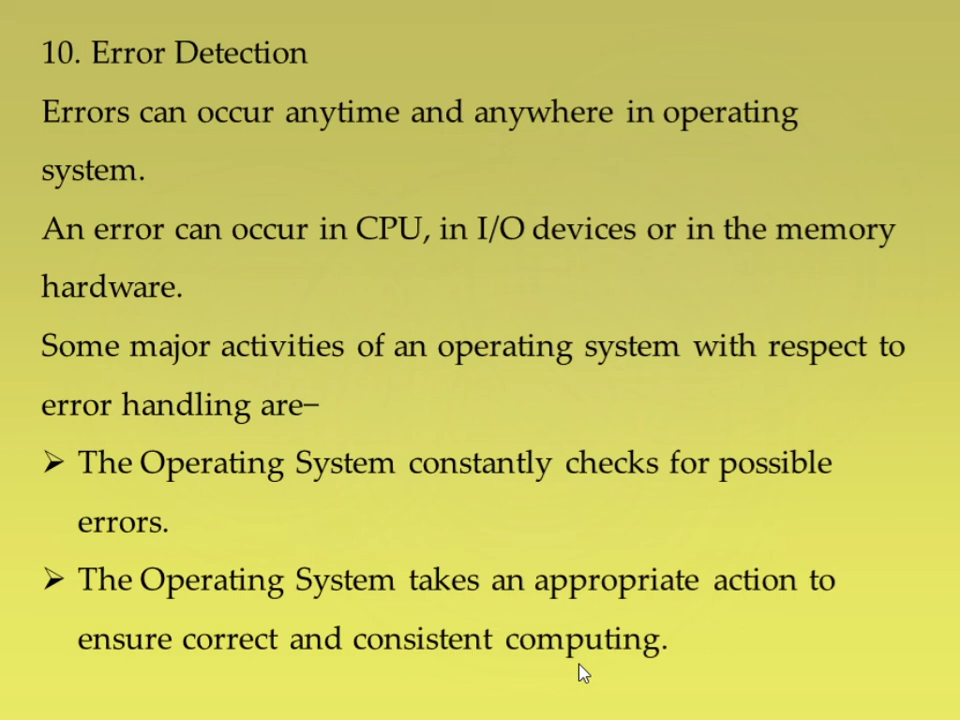 10. Error Detection
Errors can occur anytime and anywhere in operating
system.
An error can occur in CPU, in I/O devices or in the memory
hardware.
Some major activities of an operating system with respect to
error handling are−
➢ The Operating System constantly checks for possible
errors.
➢ The Operating System takes an appropriate action to
ensure correct and consistent computing.